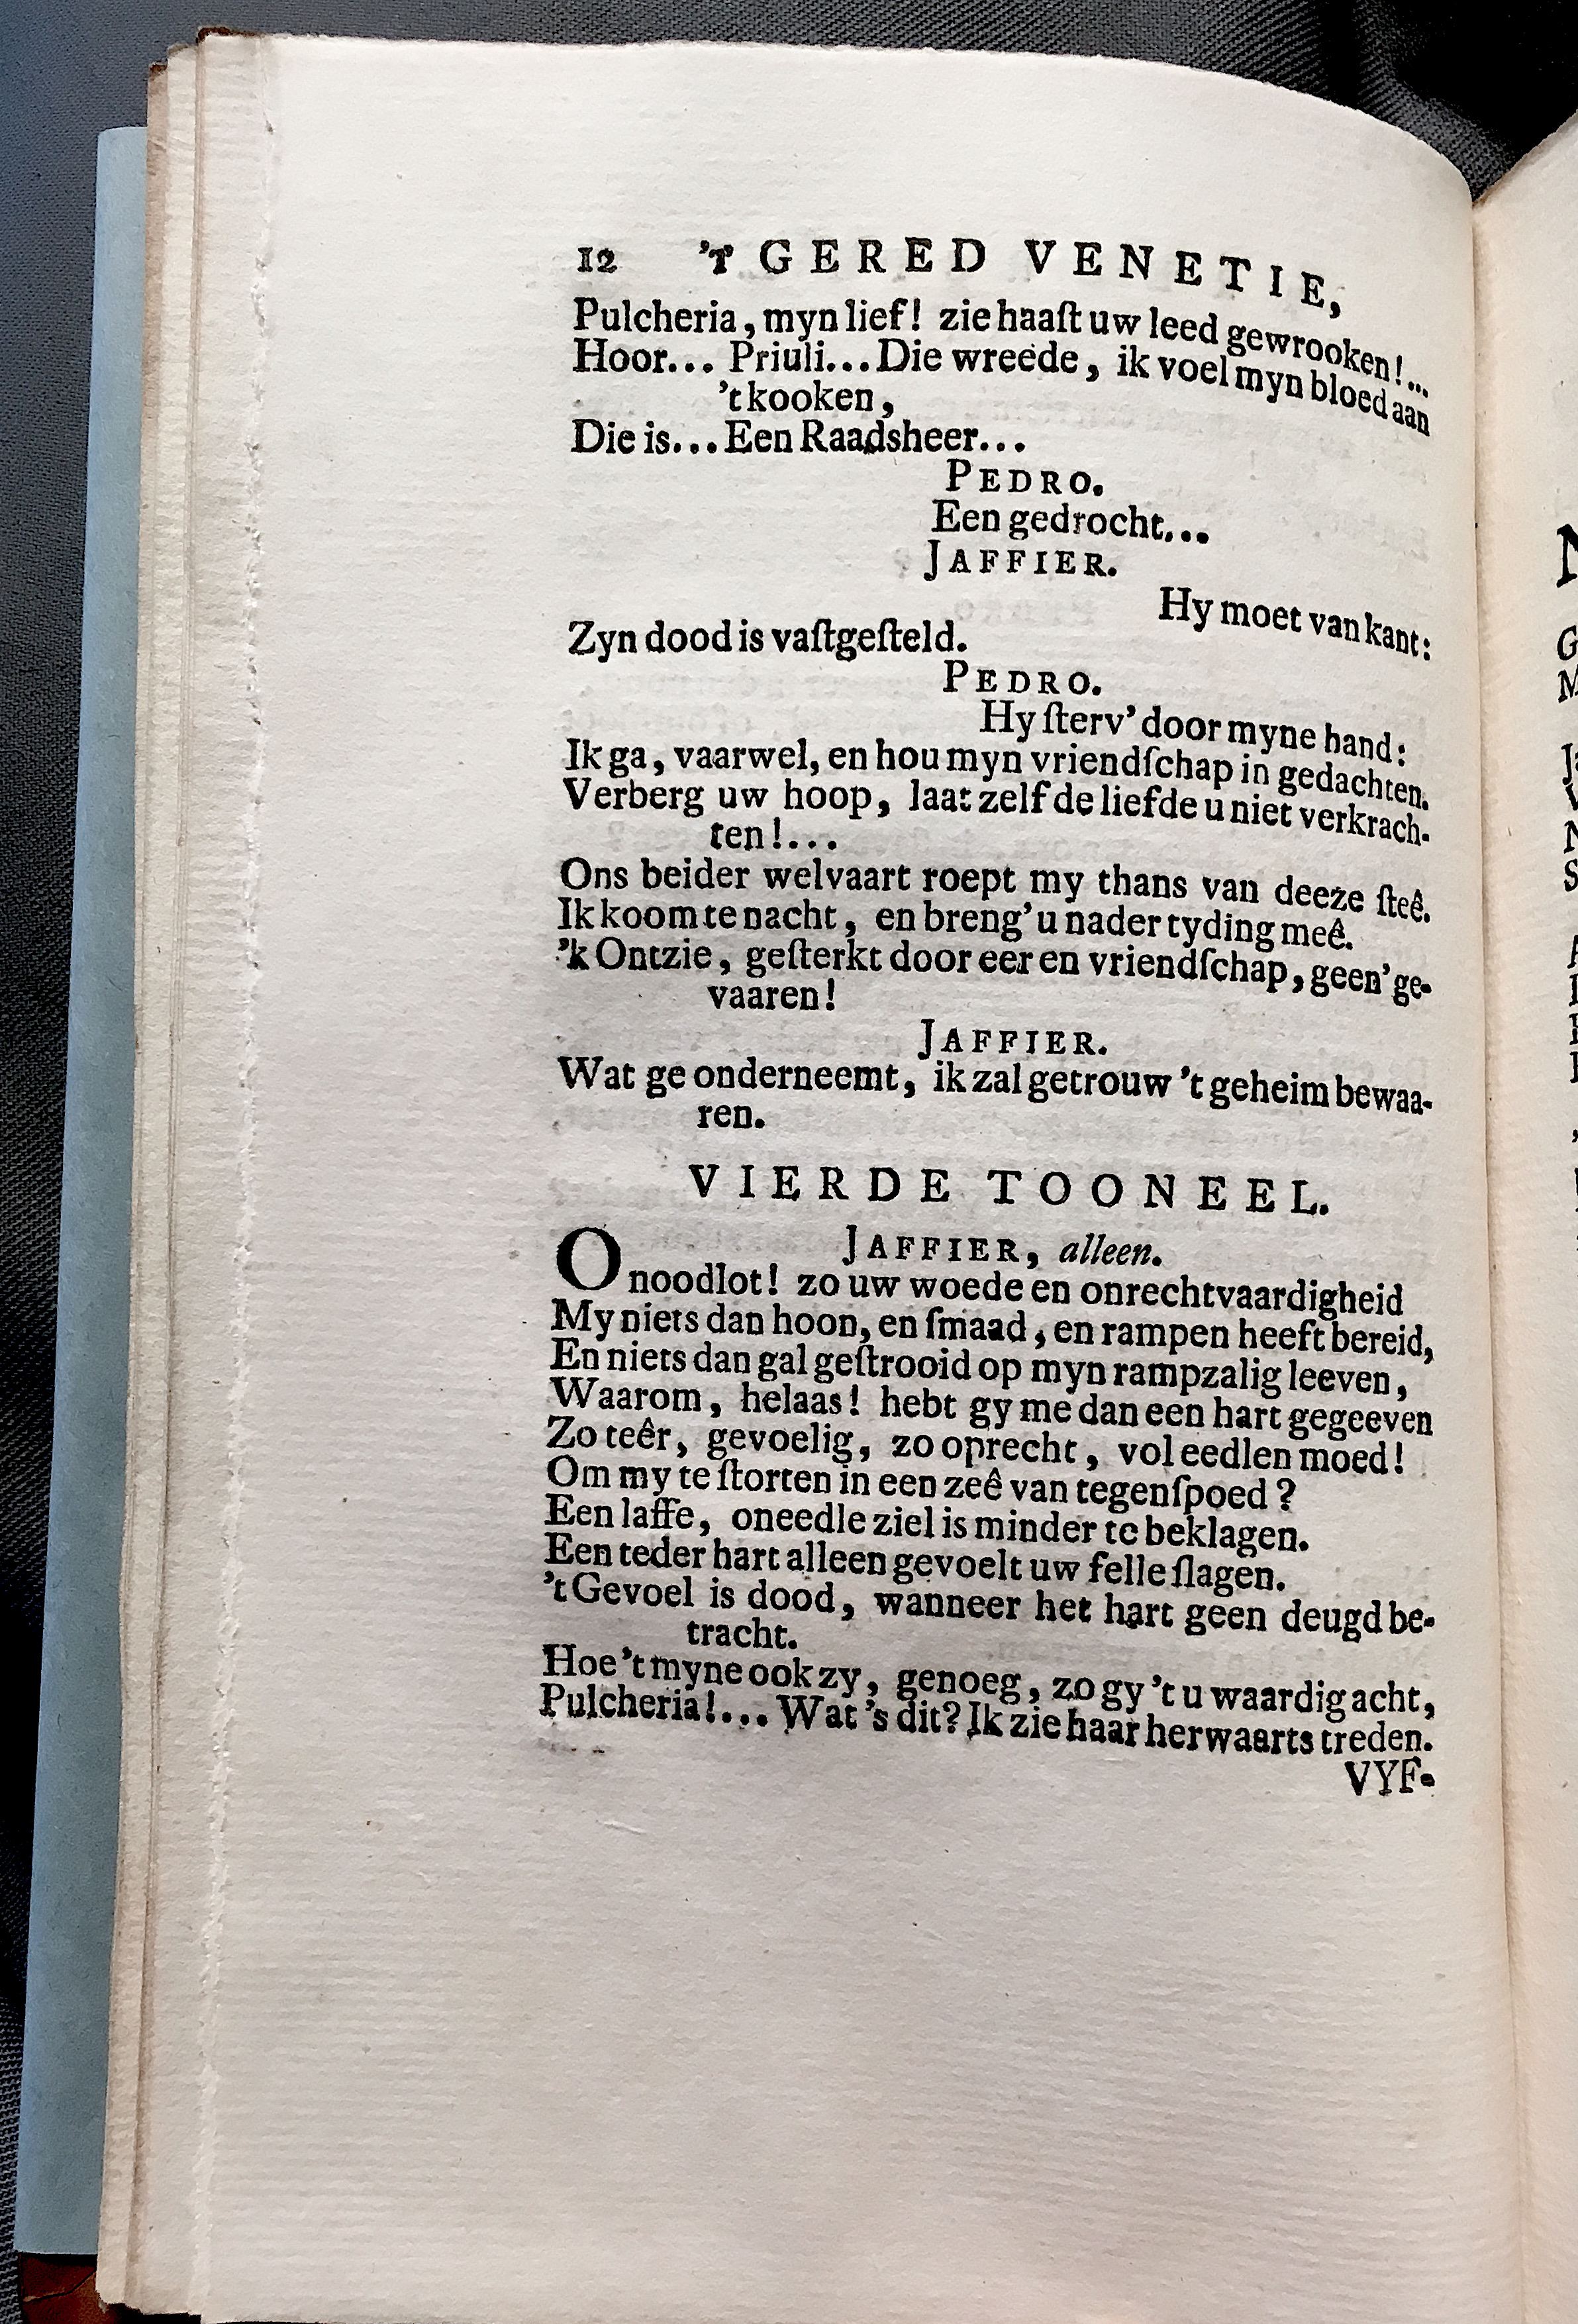 12 'T GERED VENETIE,
Pulcheria, myn lief! zie haaſt uw leed gewrooken!...
Hoor... Priuli... Die wreede, ik voel myn bloed aan
't kooken,
Die is... Een Raadsheer...
PEDRO.
Een gedrocht...
JAFFIER.
Hy moet van kant:
Zyn dood is vaſtgeſteld.
PEDRO.
Hy ſterv' door myne hand:
Ik ga, vaarwel, en hou myn vriendſchap in gedachten.
Verberg uw hoop, laat zelf de liefde u niet verkrach-
ten!...
Ons beider welvaart roept my thans van deeze ſteê.
Ik koom te nacht, en breng' u nader tyding meê.
'k Ontzie, geſterkt door eer en vriendſchap, geen' ge-
vaaren!
JAFFIER.
Wat ge onderneemt, ik zal getrouw 't geheim bewaa-
ren.
VIERDE TOONEEL.
JAFFIER, alleen.
O noodlot! zo uw woede en onrechtvaardigheid
My niets dan hoon, en ſmaad, en rampen heeft bereid,
En niets dan gal geſtrooid op myn rampzalig leeven,
Waarom, helaas! hebt gy me dan een hart gegeeven
Zo teêr, gevoelig, zo oprecht, vol eedlen moed!
Om my te ſtorten in een zeê van tegenſpoed?
Een laffe, oneedle ziel is minder te beklagen.
Een teder hart alleen gevoelt uw felle ſlagen.
't Gevoel is dood, wanneer het hart geen deugd be-
tracht.
Hoe 't myne ook zy, genoeg, zo gy 't u waardig acht,
Pulcheria!... Wat 's dit? Ik zie haar herwaarts treden.
VYF-